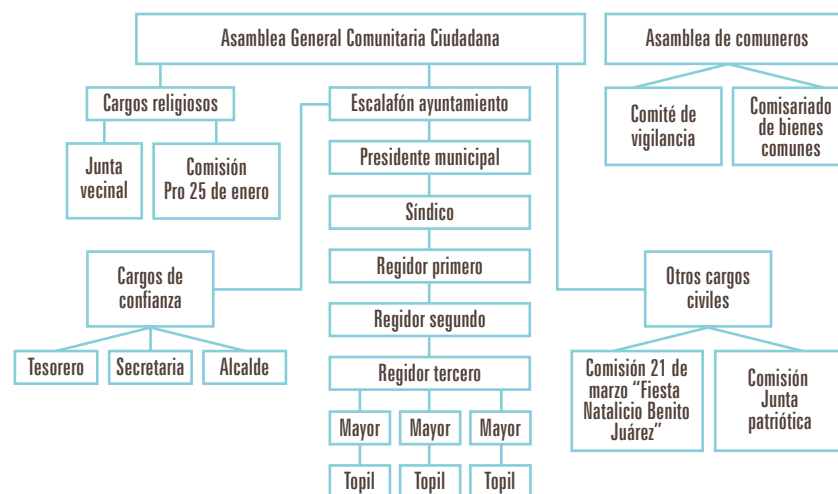 Asamblea General Comunitaria Ciudadana
Asamblea de comuneros
Cargos religiosos
Escalafón ayuntamiento
Comité de
vigilancia
Comisariado
de bienes
comunes
Junta
vecinal
Comisión
Pro 25 de enero
Presidente municipal
Síndico
Regidor primero
Cargos de
confianza
Otros cargos
civiles
Regidor segundo
Tesorero
Secretaria
Alcalde
Regidor tercero
Comisión 21 de
marzo “Fiesta
Natalicio Benito
Juárez”
Comisión
Junta
patriótica
Mayor
Mayor
Mayor
Topil
Topil
Topil